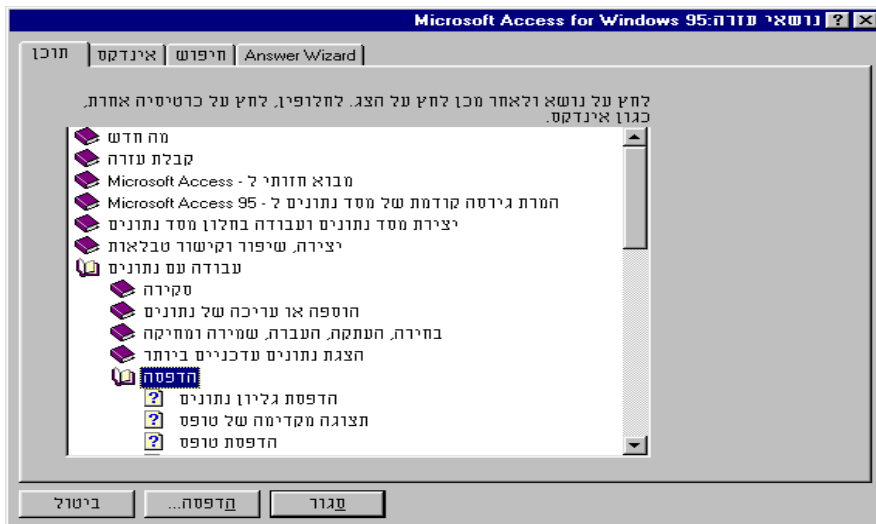 נושאי עזרה: Microsoft Access for Windows 95
תוכן אינדקס חיפוש Answer Wizard
לחץ על נושא ולאחר מכן לחץ על הצג. לחלופין, לחץ על כרטיסיה אחרת,
כגון אינדקס.
מה חדש
קבלת עזרה
מבוא חזותי ל - Microsoft Access
המרת גירסה קודמת של מסד נתונים ל - Microsoft Access 95
יצירת מסד נתונים ועבודה בחלון מסד נתונים
יצירה, שיפור וקישור טבלאות
עבודה עם נתונים
סקירה
הוספה או עריכה של נתונים
בחירה, העתקה, העברה, שמירה ומחיקה
הצגת נתונים עדכניים ביותר
הדפסה
הדפסת גליון נתונים
תצוגה מקדימה של טופס
הדפסת טופס
סגור הדפסה... ביטול